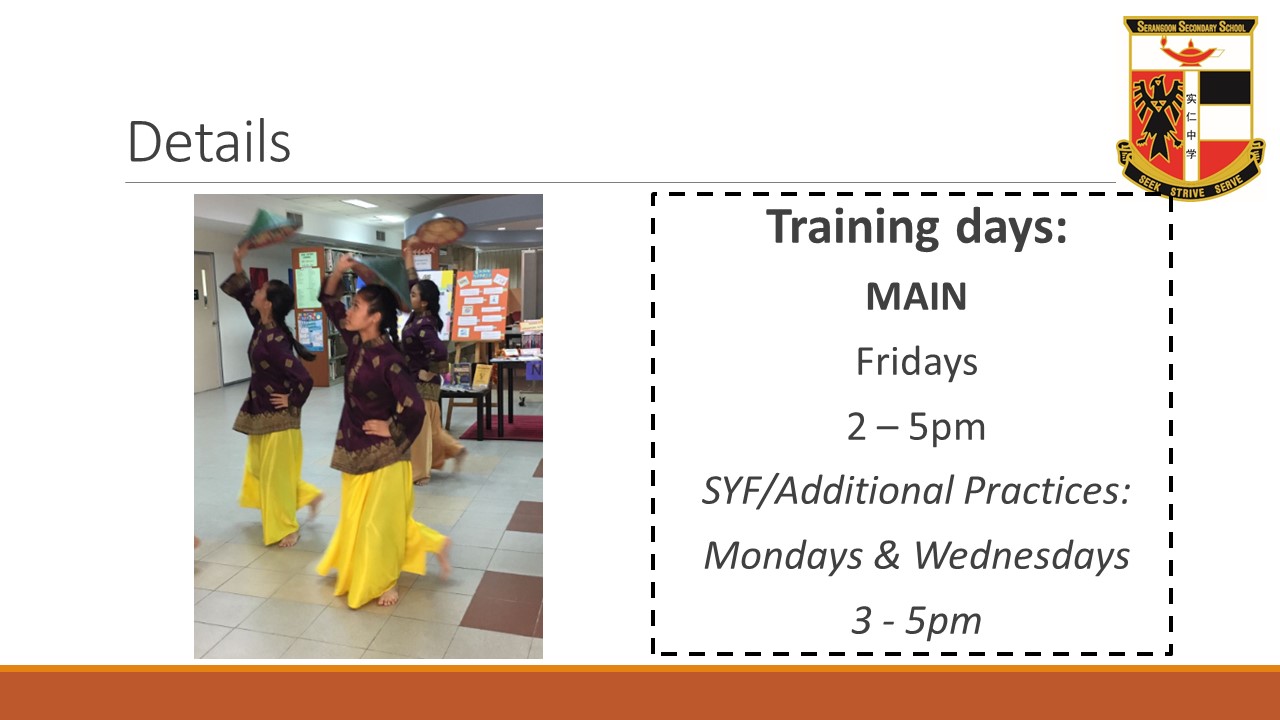 SERANGOON SECONDARY SCHOOL
实
仁
中
学
SEEK STRIVE SERVE
Details
Training days:
MAIN
Fridays
2 – 5pm
SYF/Additional Practices:
Mondays & Wednesdays
3 - 5pm